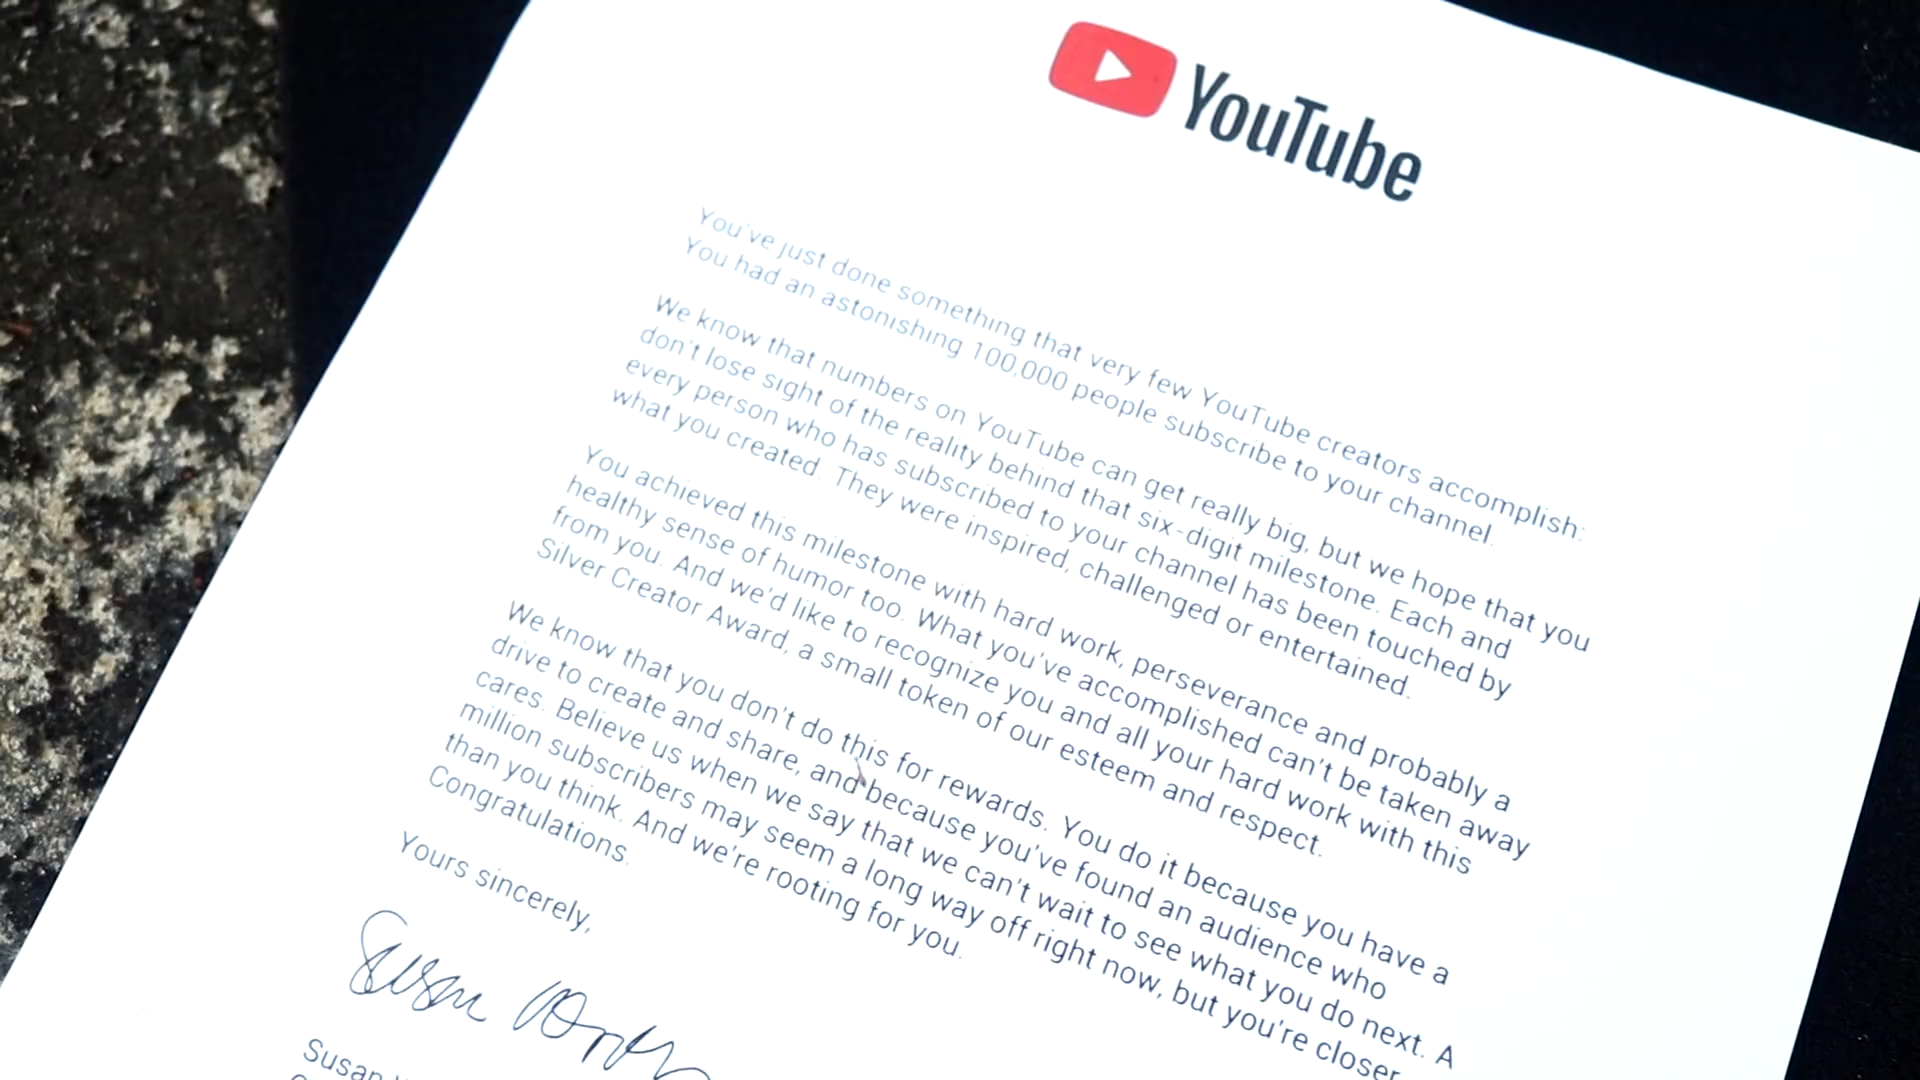 YouTube
You've just done something that very few YouTube creators accomplish:
You had an astonishing 100,000 people subscribe to your channel.
We know that numbers on YouTube can get really big, but we hope that you
don't lose sight of the reality behind that six-digit milestone. Each and
every person who has subscribed to your channel has been touched by
what you created. They were inspired, challenged or entertained.
You achieved this milestone with hard work, perseverance and probably a
healthy sense of humor too. What you've accomplished can't be taken away
from you. And we'd like to recognize you and all your hard work with this
Silver Creator Award, a small token of our esteem and respect.
We know that you don't do this for rewards. You do it because you have a
drive to create and share, and because you've found an audience who
cares. Believe us when we say that we can't wait to see what you do next. A
million subscribers may seem a long way off right now, but you're closer
than you think. And we're rooting for you.
Congratulations.
Yours sincerely,
Susan
Susan